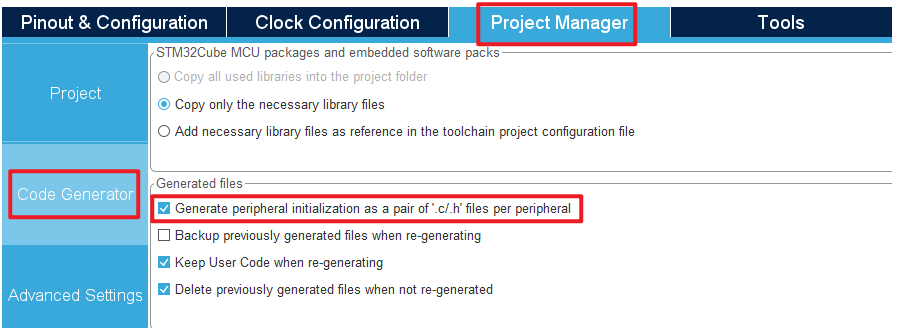 Pinout & Configuration
Clock Configuration
Project Manager
Tools
Project
Code Generator
Advanced Settings
STM32Cube MCU packages and embedded software packs
Copy all used libraries into the project folder
Copy only the necessary library files
Add necessary library files as reference in the toolchain project configuration file
Generated files
Generate peripheral initialization as a pair of '.c/.h' files per peripheral
Backup previously generated files when re-generating
Keep User Code when re-generating
Delete previously generated files when not re-generated